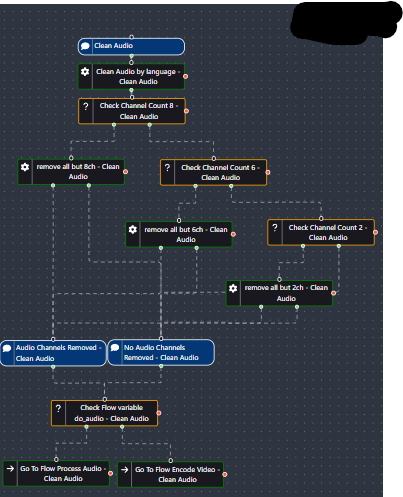 Clean Audio
Clean Audio by language -
Clean Audio
?
Check Channel Count 8 -
Clean Audio
remove all but 8ch - Clean
Audio
?
Check Channel Count 6 -
Clean Audio
remove all but 6ch - Clean
Audio
?
Check Channel Count 2 -
Clean Audio
remove all but 2ch - Clean
Audio
Audio Channels Removed -
Clean Audio
No Audio Channels
Removed - Clean Audio
?
Check Flow variable
do_audio - Clean Audio
Go To Flow Process Audio -
Clean Audio
Go To Flow Encode Video -
Clean Audio